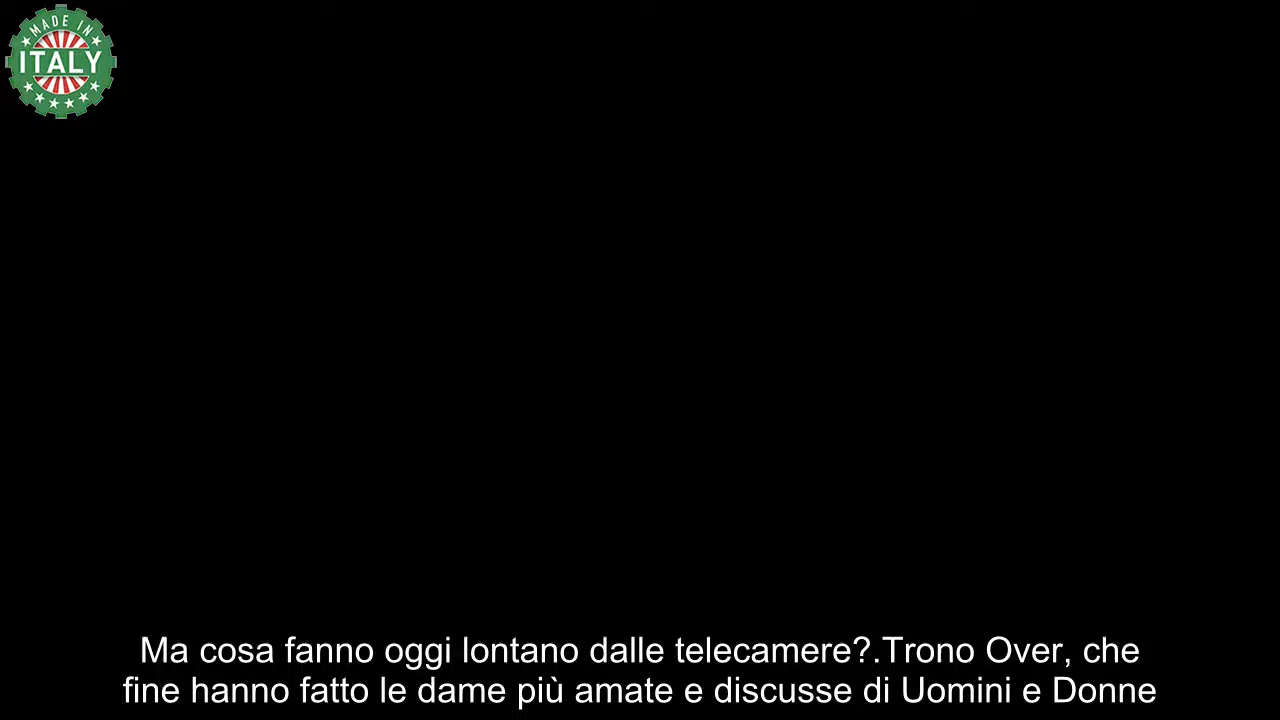 MADE IN
ITALY
Ma cosa fanno oggi lontano dalle telecamere?.Trono Over, che
fine hanno fatto le dame più amate e discusse di Uomini e Donne